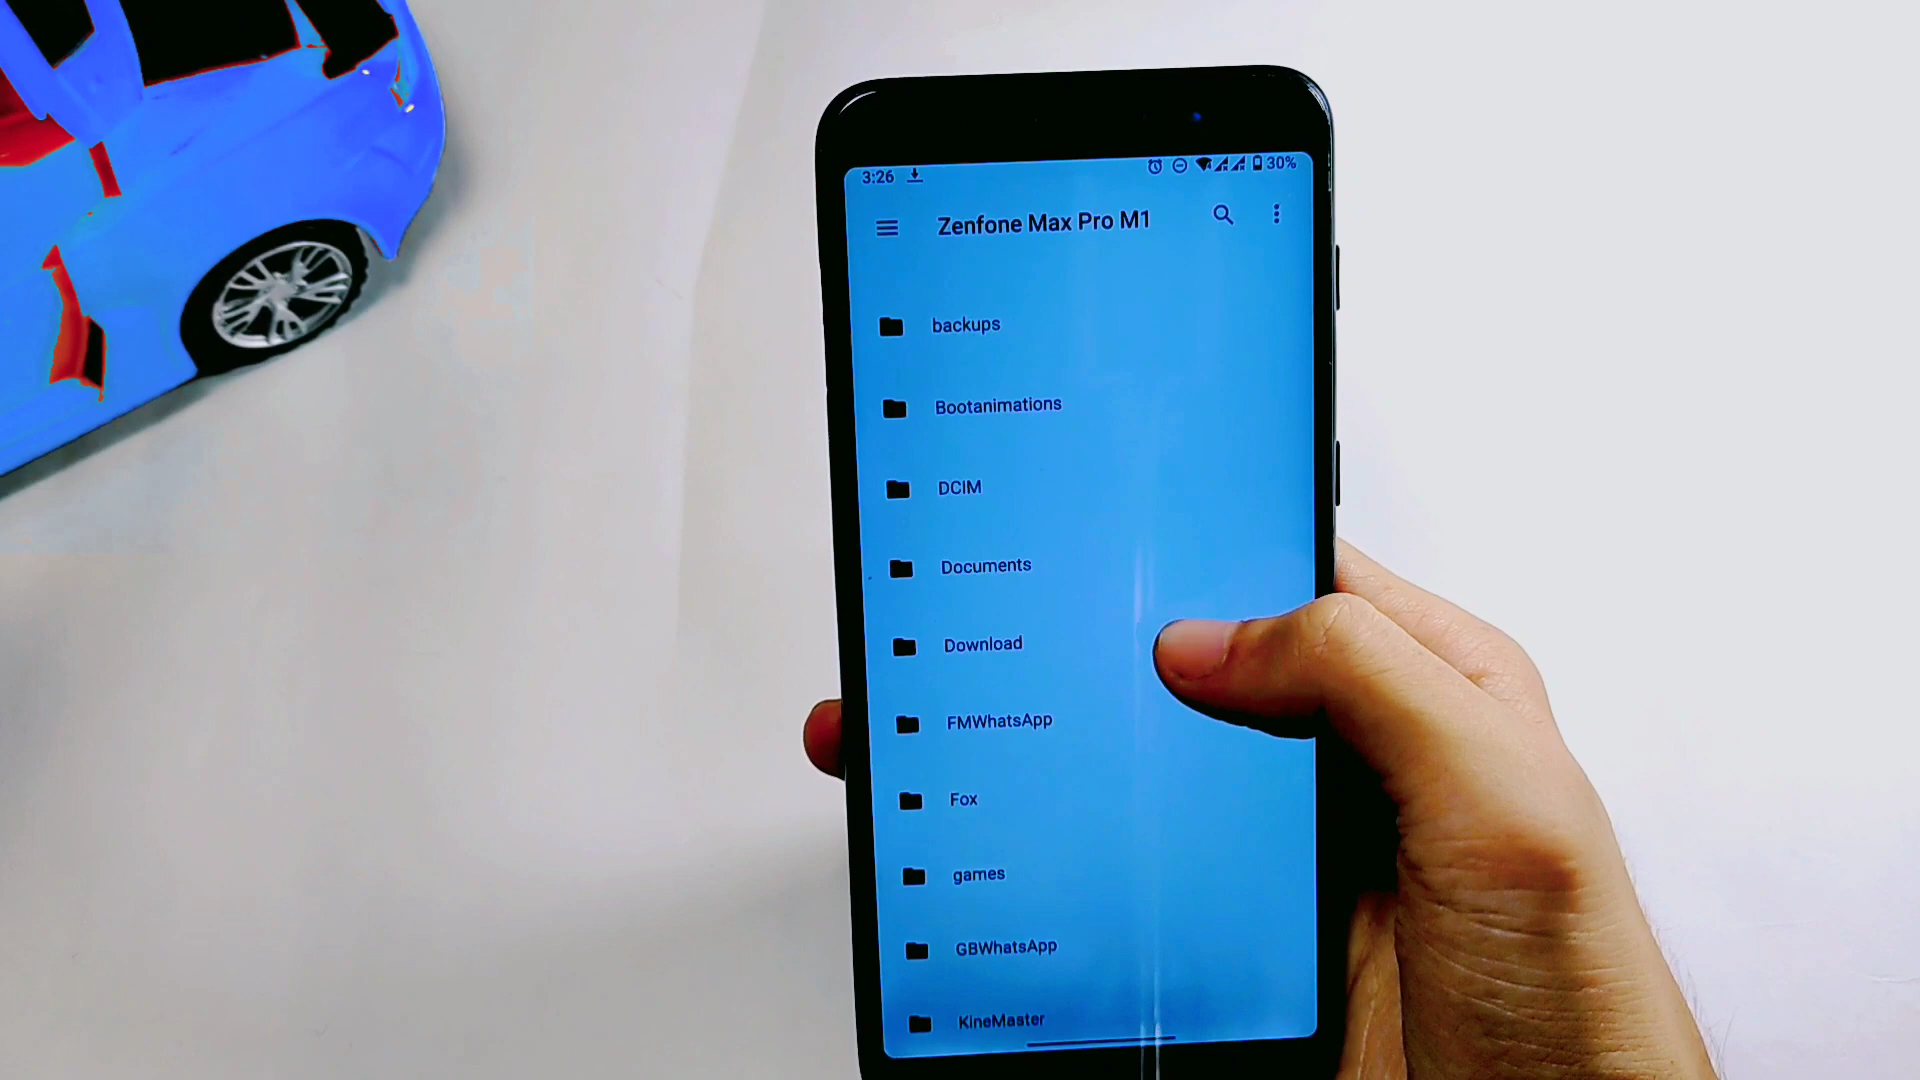 3:26 30%
Zenfone Max Pro M1
backups
Bootanimations
DCIM
Documents
Download
FMWhatsApp
Fox
games
GBWhatsApp
KineMaster